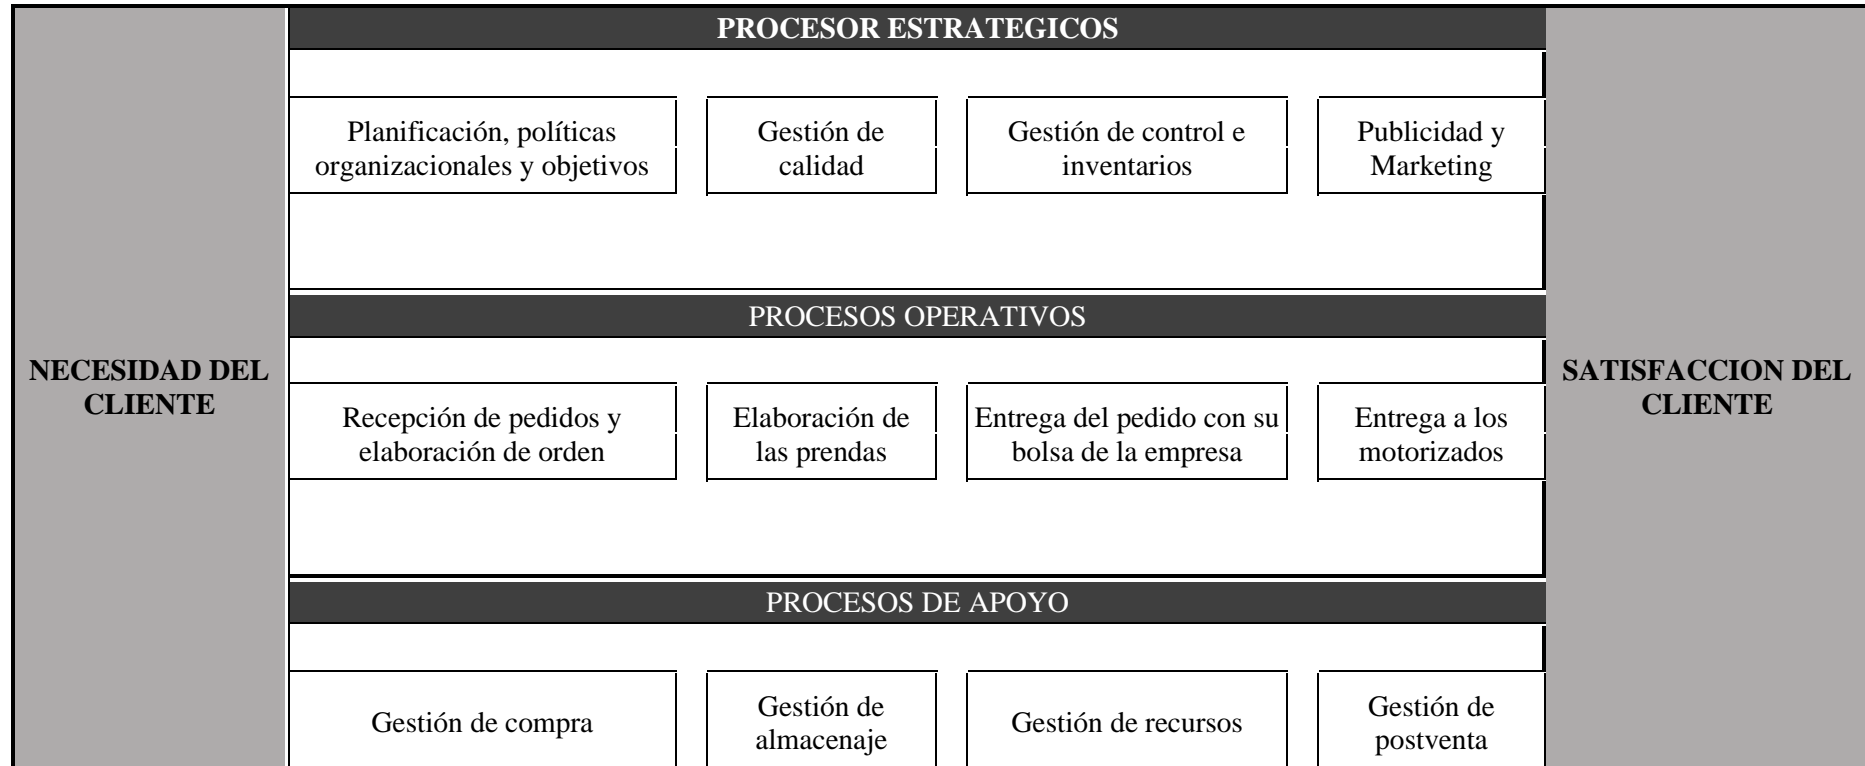 PROCESOR ESTRATEGICOS
Planificación, políticas
organizacionales y objetivos
Gestión de
calidad
Gestión de control e
inventarios
Publicidad y
Marketing
PROCESOS OPERATIVOS
NECESIDAD DEL
CLIENTE
Recepción de pedidos y
elaboración de orden
Elaboración de
las prendas
Entrega del pedido con su
bolsa de la empresa
Entrega a los
motorizados
SATISFACCION DEL
CLIENTE
PROCESOS DE APOYO
Gestión de compra
Gestión de
almacenaje
Gestión de recursos
Gestión de
postventa